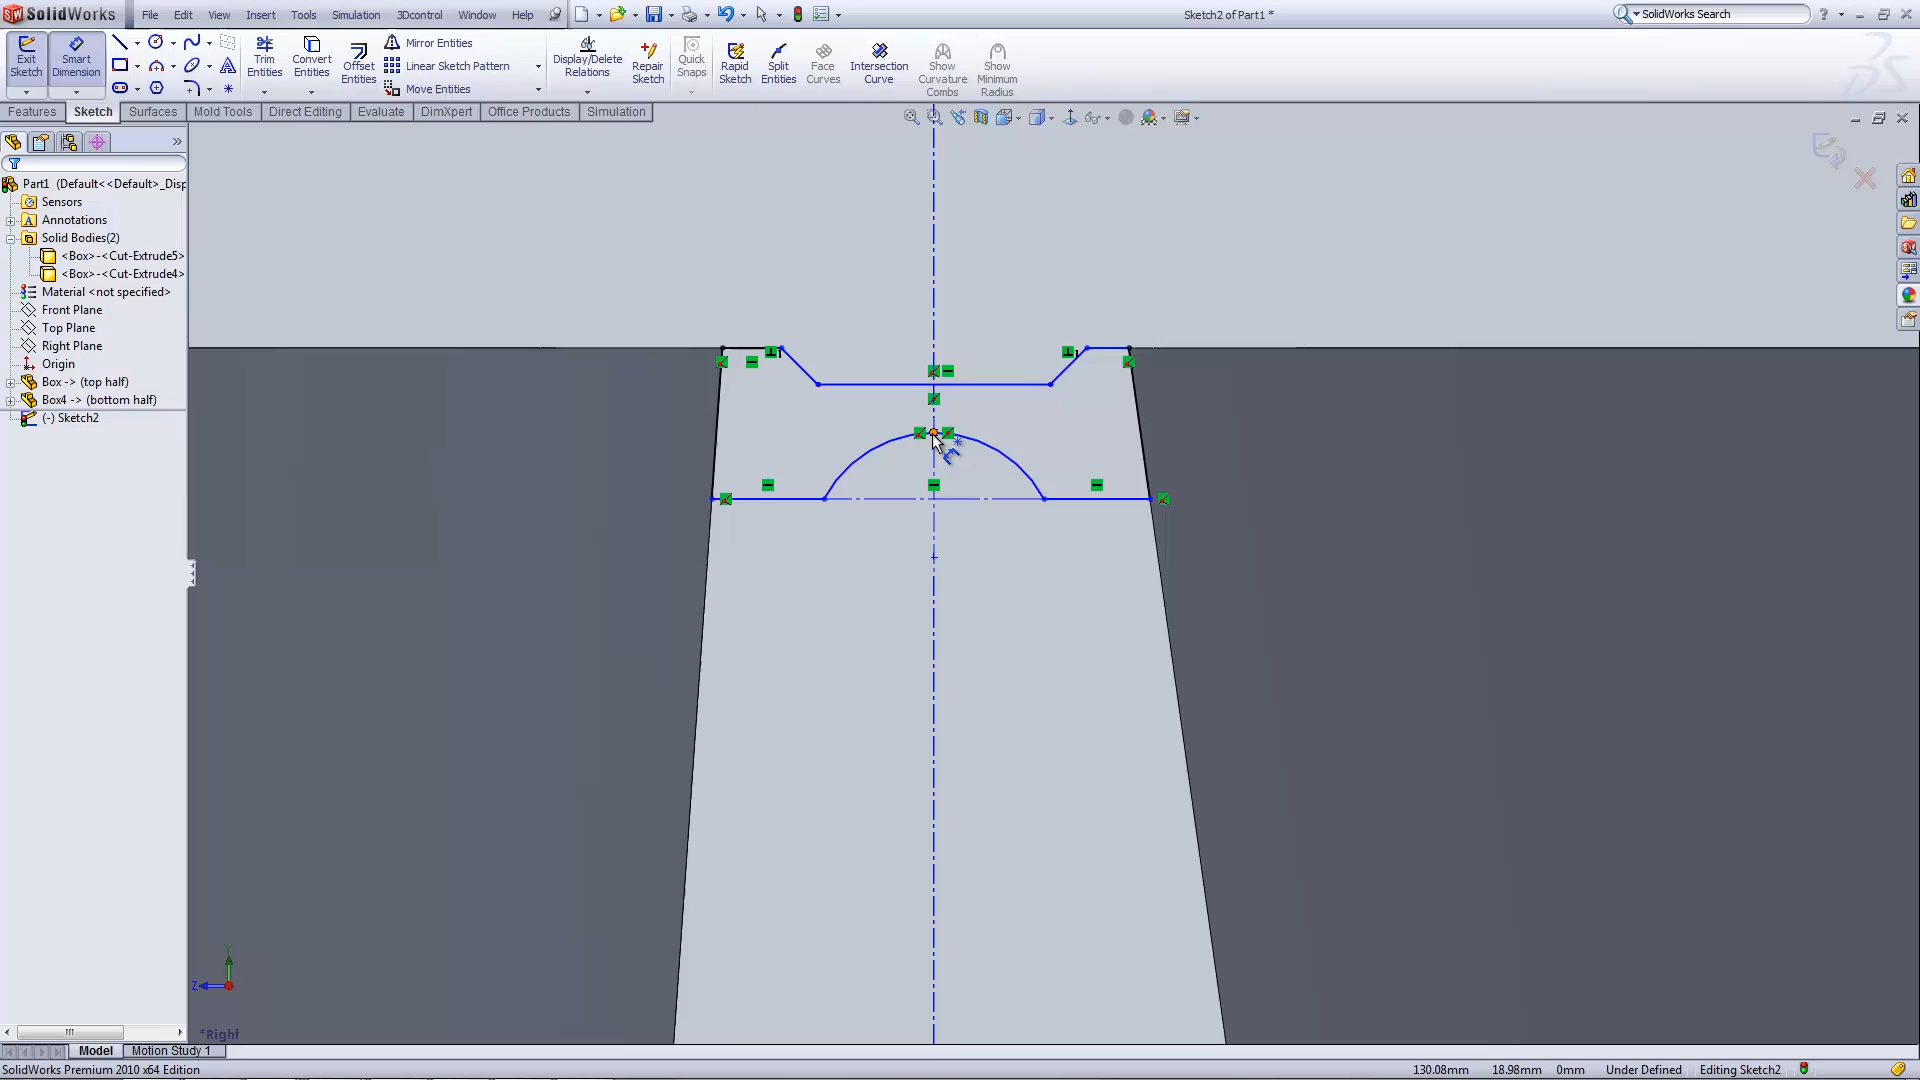 SolidWorks File Edit View Insert Tools Simulation 3Dcontrol Window Help Sketch2 of Part1 * SolidWorks Search ?
Exit Sketch
Smart Dimension
Trim Entities
Convert Entities
Offset Entities
Mirror Entities
Linear Sketch Pattern
Move Entities
Display/Delete Relations
Repair Sketch
Quick Snaps
Rapid Sketch
Split Entities
Face Curves
Intersection Curve
Show Curvature Combs
Show Minimum Radius
Features Sketch Surfaces Mold Tools Direct Editing Evaluate DimXpert Office Products Simulation
Part1 (Default<<Default>_Disp
Sensors
Annotations
Solid Bodies(2)
<Box>-<Cut-Extrude5>
<Box>-<Cut-Extrude4>
Material <not specified>
Front Plane
Top Plane
Right Plane
Origin
Box -> (top half)
Box4 -> (bottom half)
(-) Sketch2
1
1
Y
Z
*Right
Model Motion Study 1
SolidWorks Premium 2010 x64 Edition 130.08mm 18.98mm 0mm Under Defined Editing Sketch2